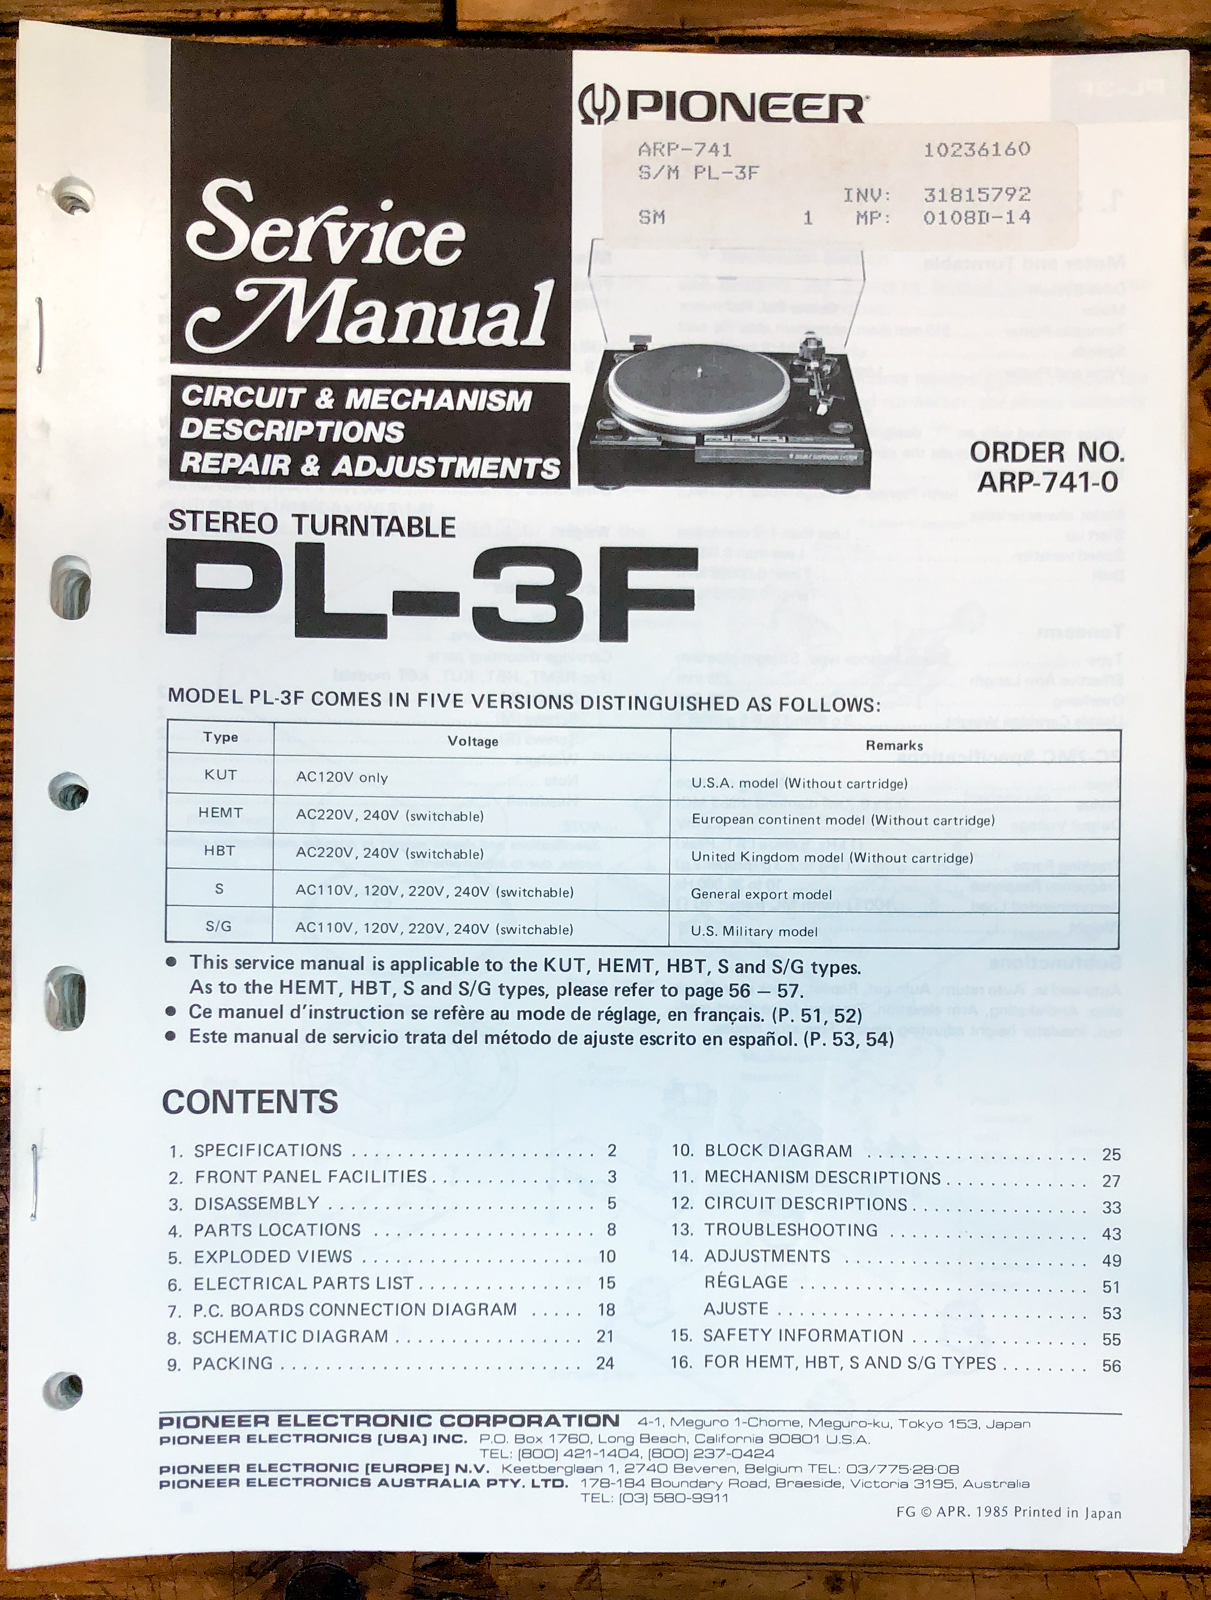 PIONEER
ARP-741 10236160
S/M PL-3F
INV: 31815792
SM 1 MP: 0108D-14
Service
Manual
CIRCUIT & MECHANISM
DESCRIPTIONS
REPAIR & ADJUSTMENTS
ORDER NO.
ARP-741-0
STEREO TURNTABLE
PL-3F
MODEL PL-3F COMES IN FIVE VERSIONS DISTINGUISHED AS FOLLOWS:
Type Voltage Remarks
KUT AC120V only U.S.A. model (Without cartridge)
HEMT AC220V, 240V (switchable) European continent model (Without cartridge)
HBT AC220V, 240V (switchable) United Kingdom model (Without cartridge)
S AC110V, 120V, 220V, 240V (switchable) General export model
S/G AC110V, 120V, 220V, 240V (switchable) U.S. Military model
● This service manual is applicable to the KUT, HEMT, HBT, S and S/G types.
As to the HEMT, HBT, S and S/G types, please refer to page 56 – 57.
● Ce manuel d'instruction se refère au mode de réglage, en français. (P. 51, 52)
● Este manual de servicio trata del método de ajuste escrito en español. (P. 53, 54)
CONTENTS
1. SPECIFICATIONS . . . . . . . . . . . . . . . . . . . . . . . 2
2. FRONT PANEL FACILITIES . . . . . . . . . . . . . . . 3
3. DISASSEMBLY . . . . . . . . . . . . . . . . . . . . . . . . . 5
4. PARTS LOCATIONS . . . . . . . . . . . . . . . . . . . . . 8
5. EXPLODED VIEWS . . . . . . . . . . . . . . . . . . . . . 10
6. ELECTRICAL PARTS LIST . . . . . . . . . . . . . . . . 15
7. P.C. BOARDS CONNECTION DIAGRAM . . . . . 18
8. SCHEMATIC DIAGRAM . . . . . . . . . . . . . . . . . . 21
9. PACKING . . . . . . . . . . . . . . . . . . . . . . . . . . . . . 24
10. BLOCK DIAGRAM . . . . . . . . . . . . . . . . . . . . . 25
11. MECHANISM DESCRIPTIONS . . . . . . . . . . . . . 27
12. CIRCUIT DESCRIPTIONS . . . . . . . . . . . . . . . . . 33
13. TROUBLESHOOTING . . . . . . . . . . . . . . . . . . . 43
14. ADJUSTMENTS . . . . . . . . . . . . . . . . . . . . . . . 49
RÉGLAGE . . . . . . . . . . . . . . . . . . . . . . . . . . . 51
AJUSTE . . . . . . . . . . . . . . . . . . . . . . . . . . . . . 53
15. SAFETY INFORMATION . . . . . . . . . . . . . . . . . 55
16. FOR HEMT, HBT, S AND S/G TYPES . . . . . . . . 56
PIONEER ELECTRONIC CORPORATION 4-1, Meguro 1-Chome, Meguro-ku, Tokyo 153, Japan
PIONEER ELECTRONICS [USA] INC. P.O. Box 1760, Long Beach, California 90801 U.S.A.
TEL: [800] 421-1404, [800] 237-0424
PIONEER ELECTRONIC [EUROPE] N.V. Keetberglaan 1, 2740 Beveren, Belgium TEL: 03/775·28·08
PIONEER ELECTRONICS AUSTRALIA PTY. LTD. 178-184 Boundary Road, Braeside, Victoria 3195, Australia
TEL: [03] 580-9911
FG © APR. 1985 Printed in Japan